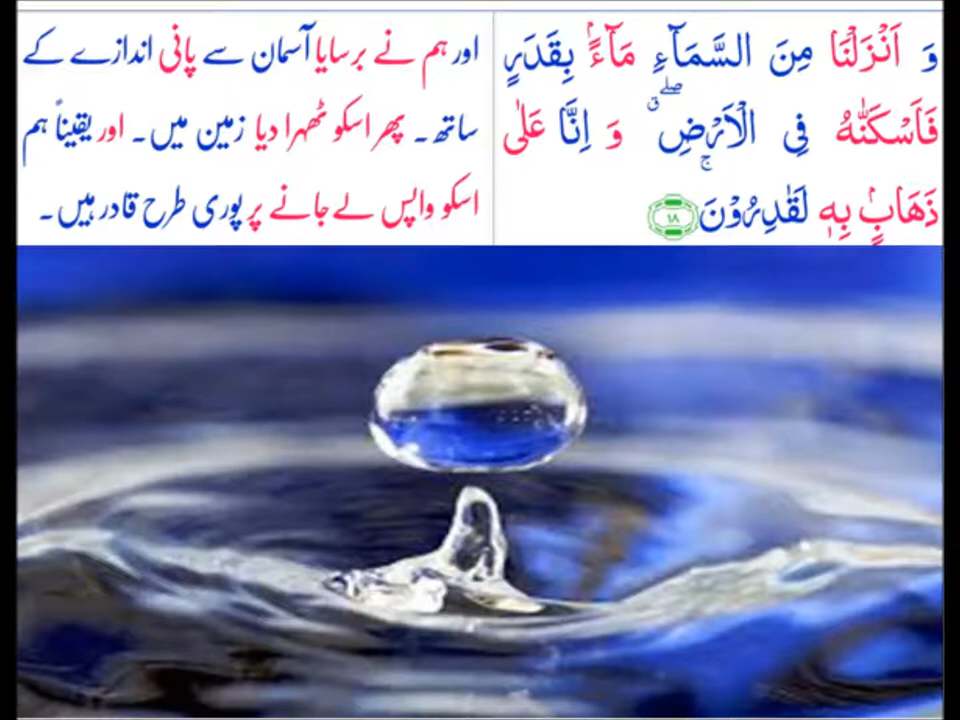 وَ اَنْزَلْنَا مِنَ السَّمَآءِ مَآءًۢ بِقَدَرٍ
فَاَسْكَنّٰهُ فِی الْاَرْضِ ۖۗ وَ اِنَّا عَلٰی
ذَهَابٍۭ بِهٖ لَقٰدِرُوْنَ ۱۸
اور ہم نے برسایا آسمان سے پانی اندازے کے
ساتھ۔ پھر اسکو ٹھہرا دیا زمین میں۔ اور یقیناً ہم
اسکو واپس لے جانے پر پوری طرح قادر ہیں۔